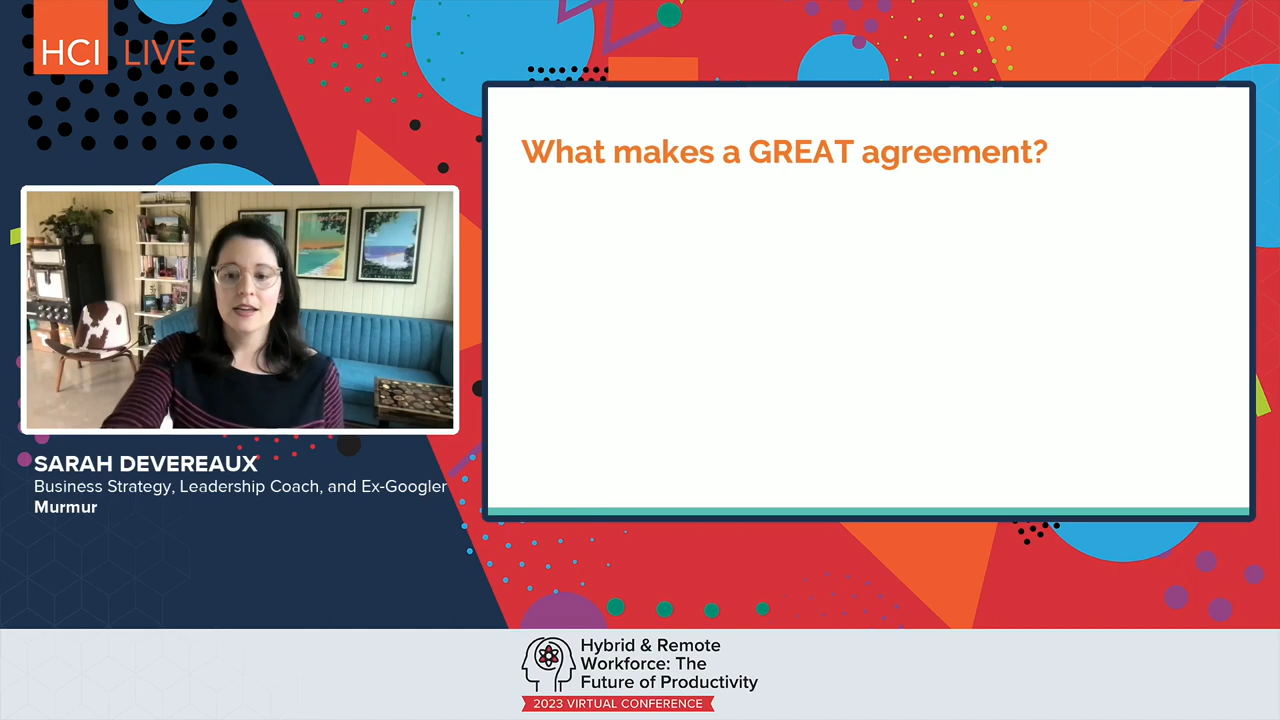 HCI LIVE
What makes a GREAT agreement?
SARAH DEVEREAUX
Business Strategy, Leadership Coach, and Ex-Googler
Murmur
Hybrid & Remote
Workforce: The
Future of Productivity
2023 VIRTUAL CONFERENCE